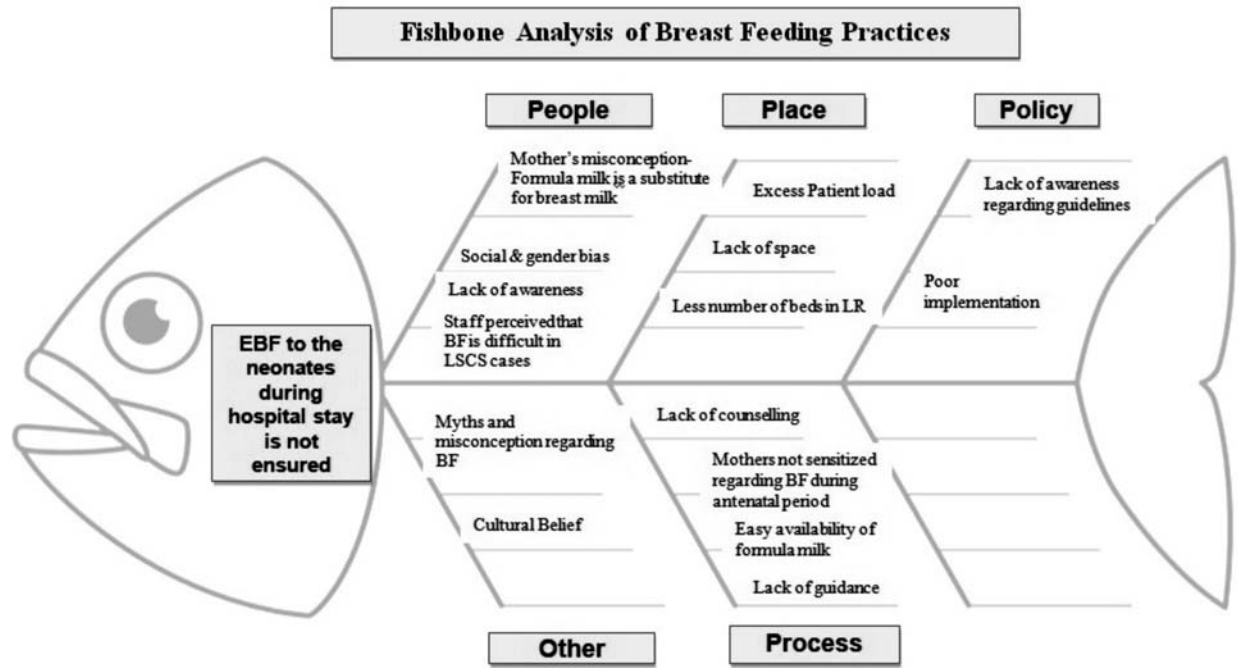 Fishbone Analysis of Breast Feeding Practices
People
Place
Policy
Mother's misconception-
Formula milk is a substitute
for breast milk
Social & gender bias
Lack of awareness
Staff perceived that
BF is difficult in
LSCS cases
Excess Patient load
Lack of space
Less number of beds in LR
Lack of awareness
regarding guidelines
Poor
implementation
EBF to the
neonates
during
hospital stay
is not
ensured
Myths and
misconception regarding
BF
Cultural Belief
Lack of counselling
Mothers not sensitized
regarding BF during
antenatal period
Easy availability of
formula milk
Lack of guidance
Other
Process